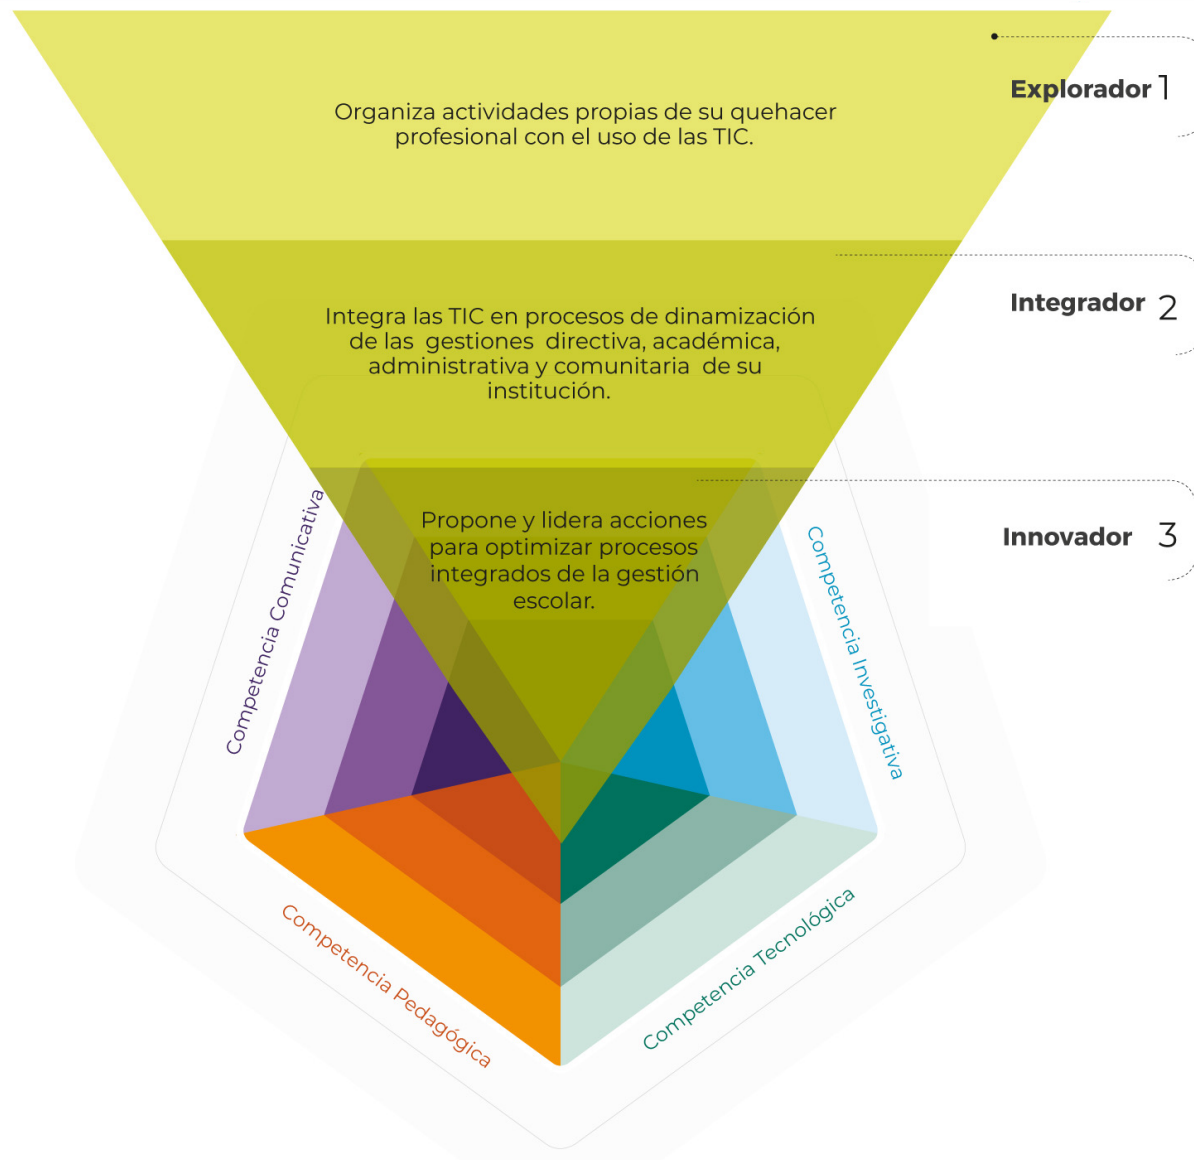 Organiza actividades propias de su quehacer
profesional con el uso de las TIC.
Explorador 1
Integra las TIC en procesos de dinamización
de las gestiones directiva, académica,
administrativa y comunitaria de su
institución.
Integrador 2
Propone y lidera acciones
para optimizar procesos
integrados de la gestión
escolar.
Innovador 3
Competencia Comunicativa
Competencia Investigativa
Competencia Pedagógica
Competencia Tecnológica